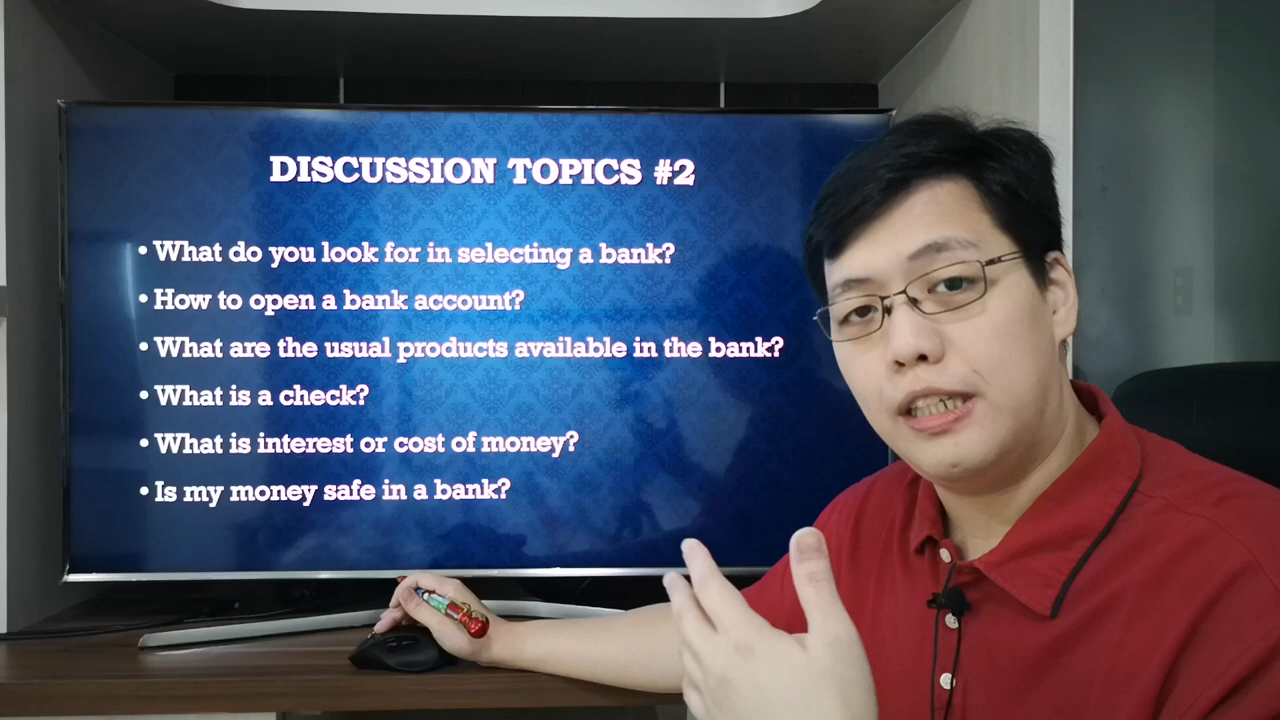 DISCUSSION TOPICS #2
• What do you look for in selecting a bank?
• How to open a bank account?
• What are the usual products available in the bank?
• What is a check?
• What is interest or cost of money?
• Is my money safe in a bank?